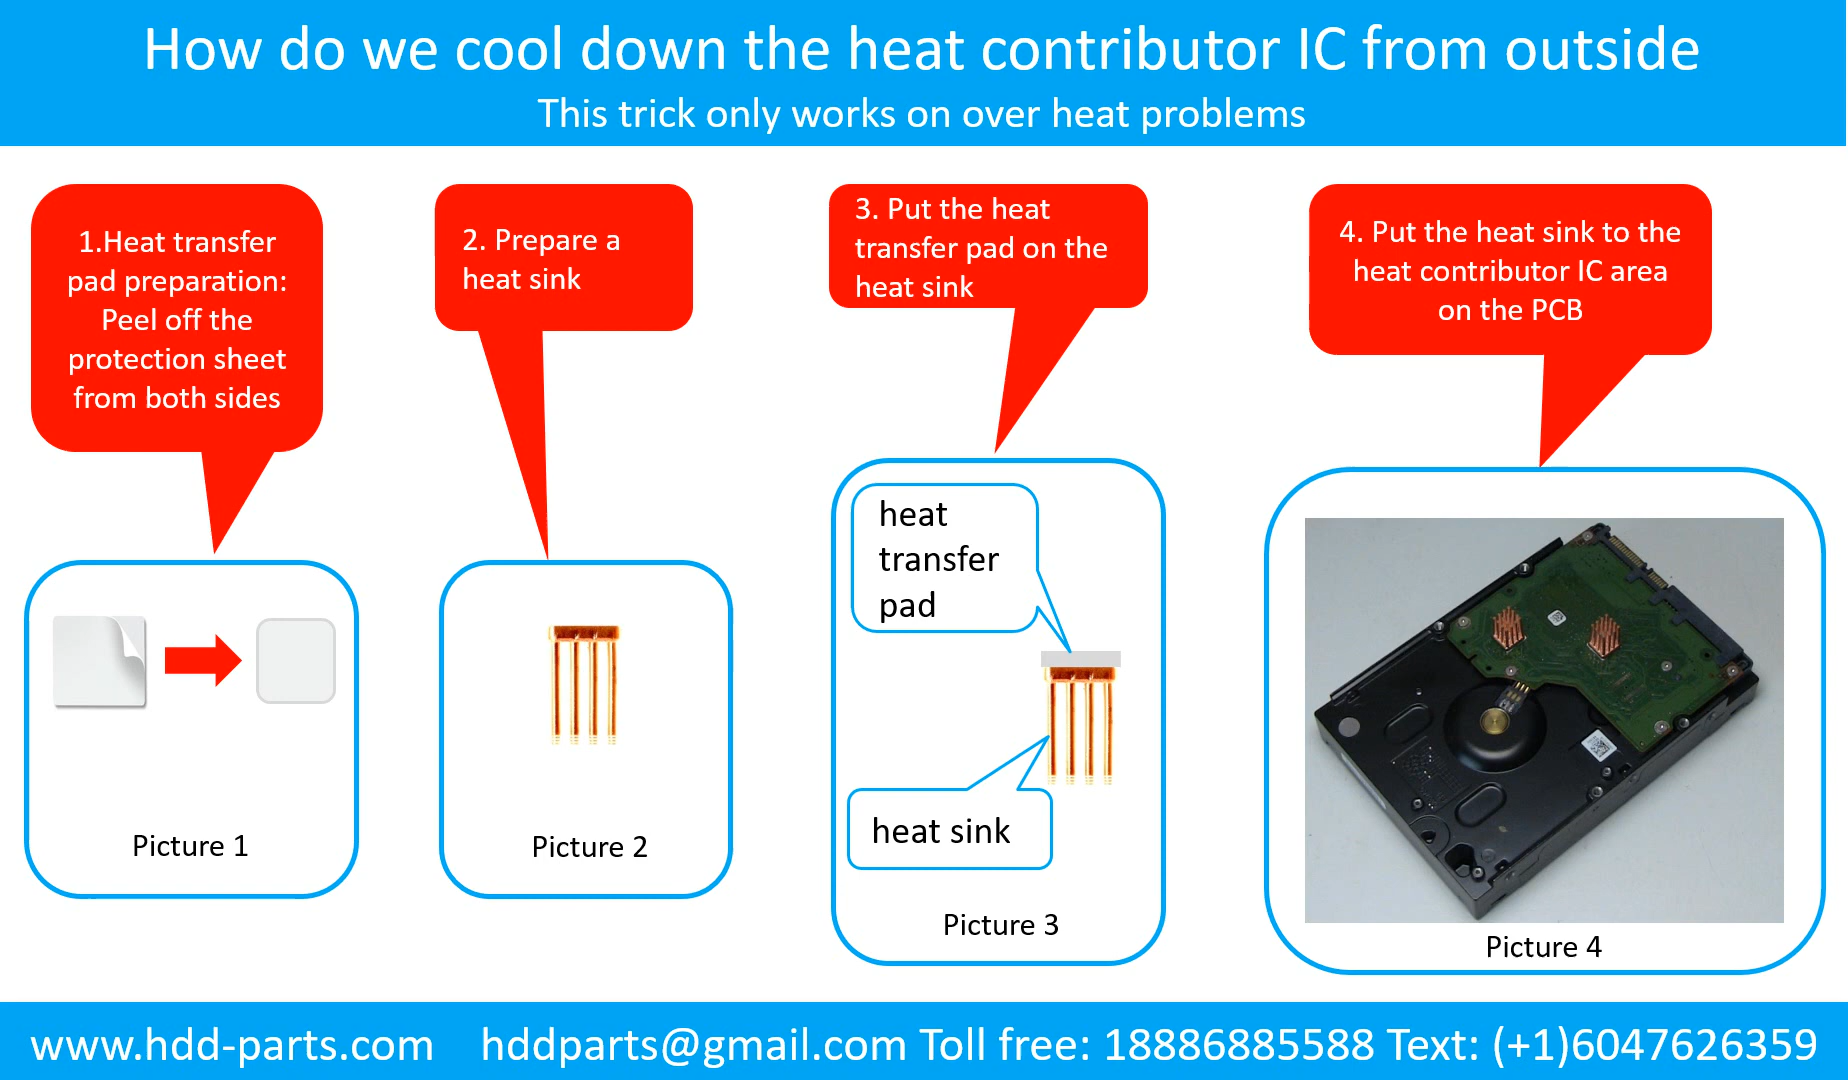 How do we cool down the heat contributor IC from outside
This trick only works on over heat problems
1.Heat transfer
pad preparation:
Peel off the
protection sheet
from both sides
2. Prepare a
heat sink
3. Put the heat
transfer pad on the
heat sink
4. Put the heat sink to the
heat contributor IC area
on the PCB
Picture 1
Picture 2
heat
transfer
pad
heat sink
Picture 3
Picture 4
www.hdd-parts.com hddparts@gmail.com Toll free: 18886885588 Text: (+1)6047626359